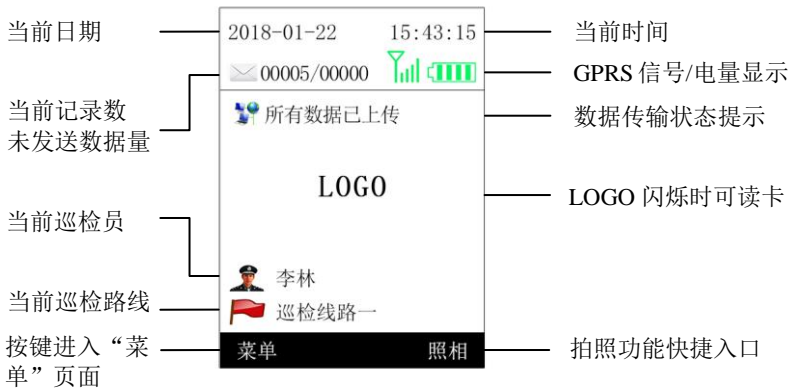 当前日期
2018-01-22
15:43:15
当前时间
00005/00000
GPRS 信号/电量显示
当前记录数
未发送数据量
所有数据已上传
数据传输状态提示
LOGO
LOGO 闪烁时可读卡
当前巡检员
李林
当前巡检路线
巡检线路一
按键进入“菜
单”页面
菜单
照相
拍照功能快捷入口